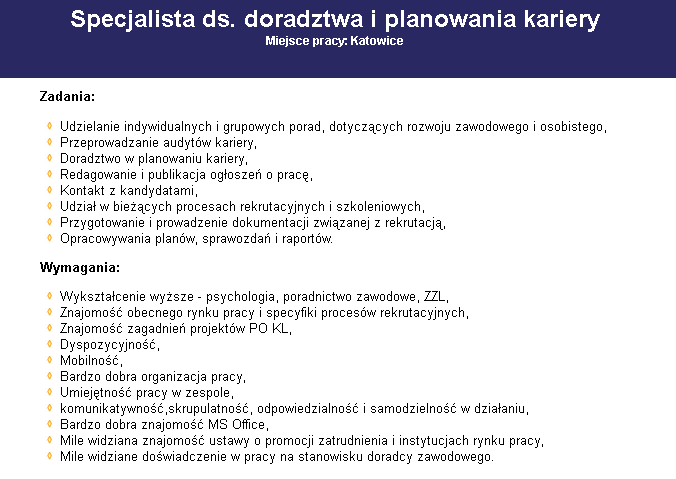 Specjalista ds. doradztwa i planowania kariery
Miejsce pracy: Katowice
Zadania:
Udzielanie indywidualnych i grupowych porad, dotyczących rozwoju zawodowego i osobistego,
Przeprowadzanie audytów kariery,
Doradztwo w planowaniu kariery,
Redagowanie i publikacja ogłoszeń o pracę,
Kontakt z kandydatami,
Udział w bieżących procesach rekrutacyjnych i szkoleniowych,
Przygotowanie i prowadzenie dokumentacji związanej z rekrutacją,
Opracowywania planów, sprawozdań i raportów.
Wymagania:
Wykształcenie wyższe - psychologia, poradnictwo zawodowe, ZZL,
Znajomość obecnego rynku pracy i specyfiki procesów rekrutacyjnych,
Znajomość zagadnień projektów PO KL,
Dyspozycyjność,
Mobilność,
Bardzo dobra organizacja pracy,
Umiejętność pracy w zespole,
komunikatywność,skrupulatność, odpowiedzialność i samodzielność w działaniu,
Bardzo dobra znajomość MS Office,
Mile widziana znajomość ustawy o promocji zatrudnienia i instytucjach rynku pracy,
Mile widziane doświadczenie w pracy na stanowisku doradcy zawodowego.